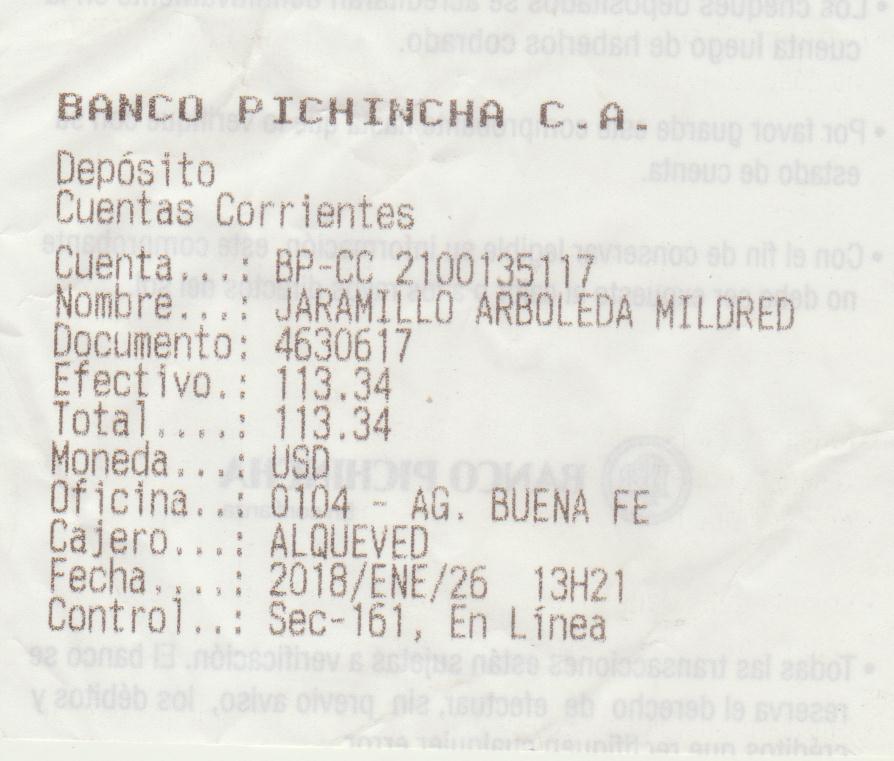 BANCO PICHINCHA C.A.
Depósito
Cuentas Corrientes
Cuenta....: BP-CC 2100135117
Nombre....: JARAMILLO ARBOLEDA MILDRED
Documento: 4630617
Efectivo.: 113.34
Total.....: 113.34
Moneda...: USD
Oficina..: 0104 - AG. BUENA FE
Cajero...: ALQUEVED
Fecha.....: 2018/ENE/26 13H21
Control..: Sec-161, En Línea